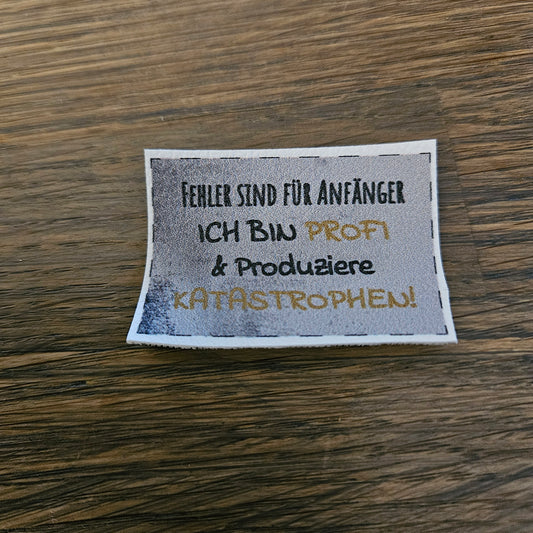 FEHLER SIND FÜR ANFÄNGER
ICH BIN PROFI
& Produziere
KATASTROPHEN!